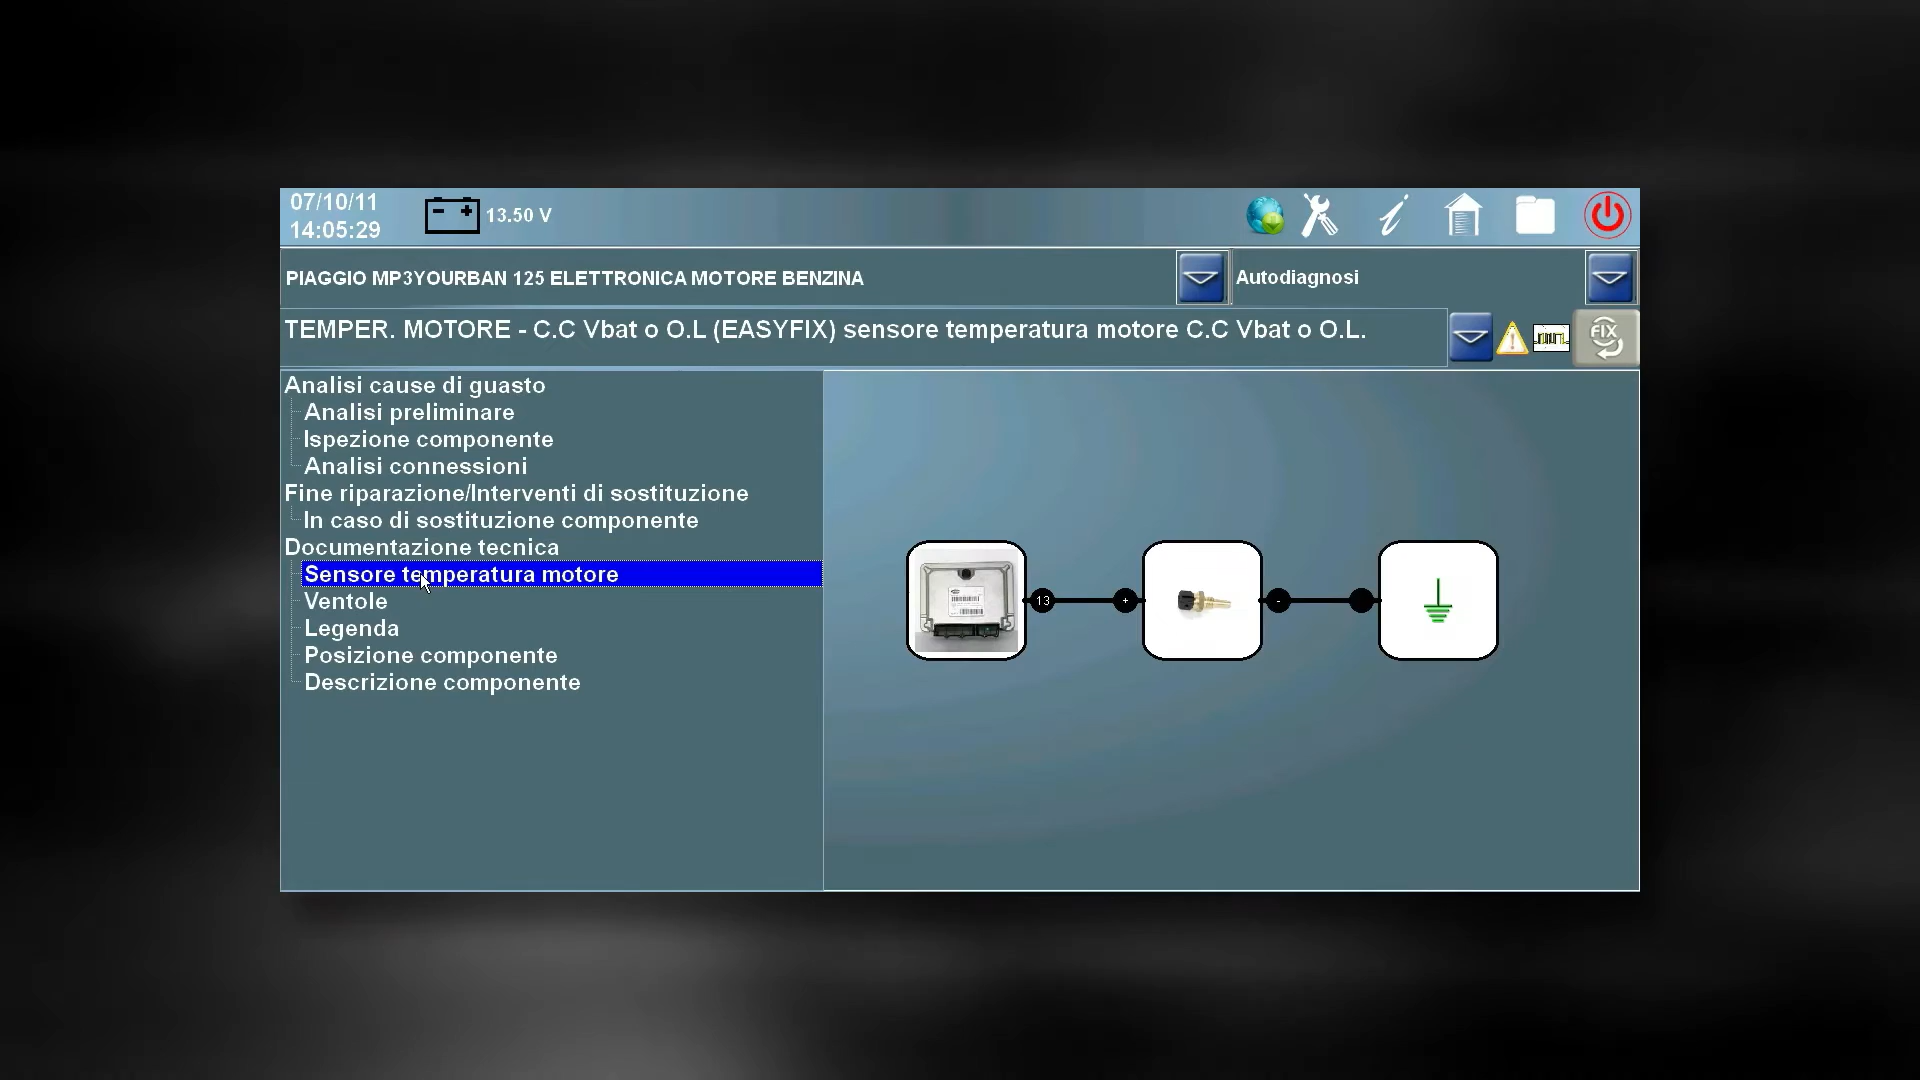 07/10/11
14:05:29
13.50 V
PIAGGIO MP3YOURBAN 125 ELETTRONICA MOTORE BENZINA
Autodiagnosi
TEMPER. MOTORE - C.C Vbat o O.L (EASYFIX) sensore temperatura motore C.C Vbat o O.L.
FIX
Analisi cause di guasto
Analisi preliminare
Ispezione componente
Analisi connessioni
Fine riparazione/Interventi di sostituzione
In caso di sostituzione componente
Documentazione tecnica
Sensore temperatura motore
Ventole
Legenda
Posizione componente
Descrizione componente
13
+
-